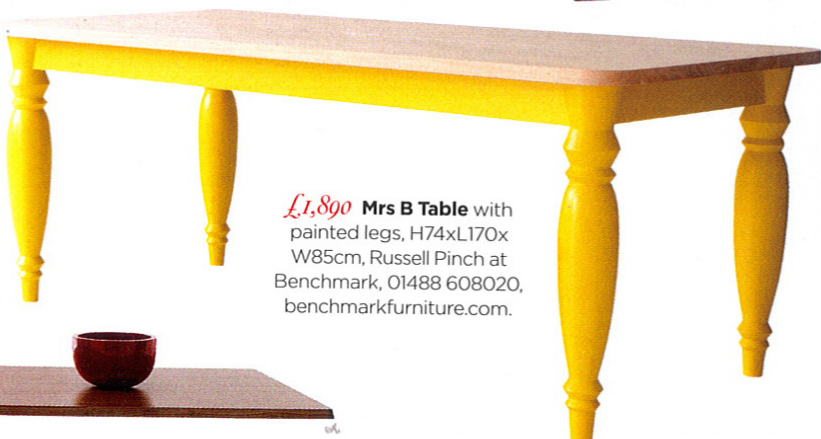 £1,890 Mrs B Table with
painted legs, H74xL170x
W85cm, Russell Pinch at
Benchmark, 01488 608020,
benchmarkfurniture.com.